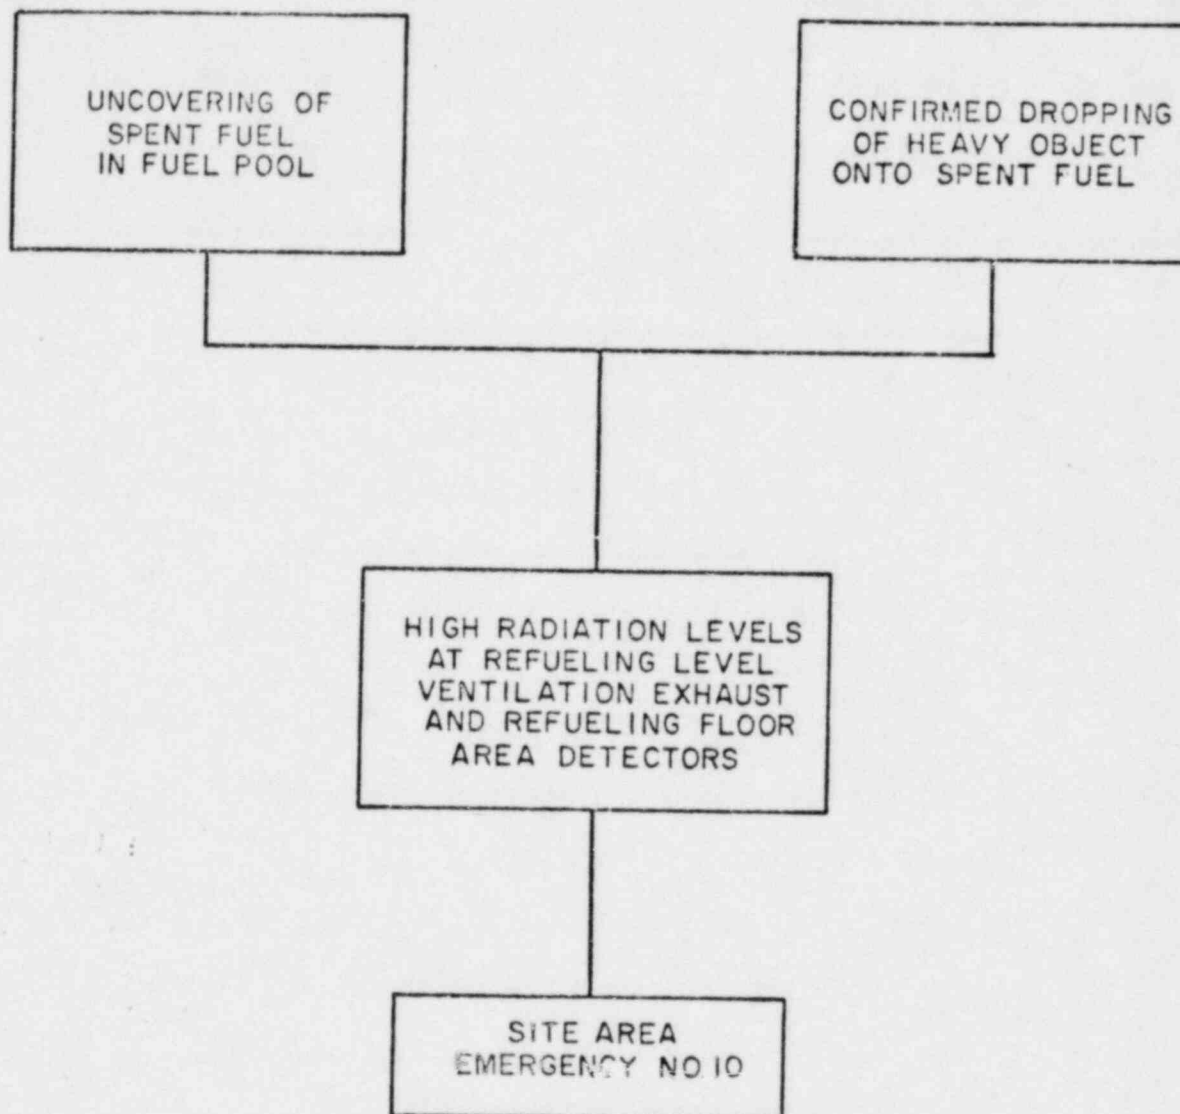 UNCOVERING OF
SPENT FUEL
IN FUEL POOL
CONFIRMED DROPPING
OF HEAVY OBJECT
ONTO SPENT FUEL
HIGH RADIATION LEVELS
AT REFUELING LEVEL
VENTILATION EXHAUST
AND REFUELING FLOOR
AREA DETECTORS
SITE AREA
EMERGENCY NO.10